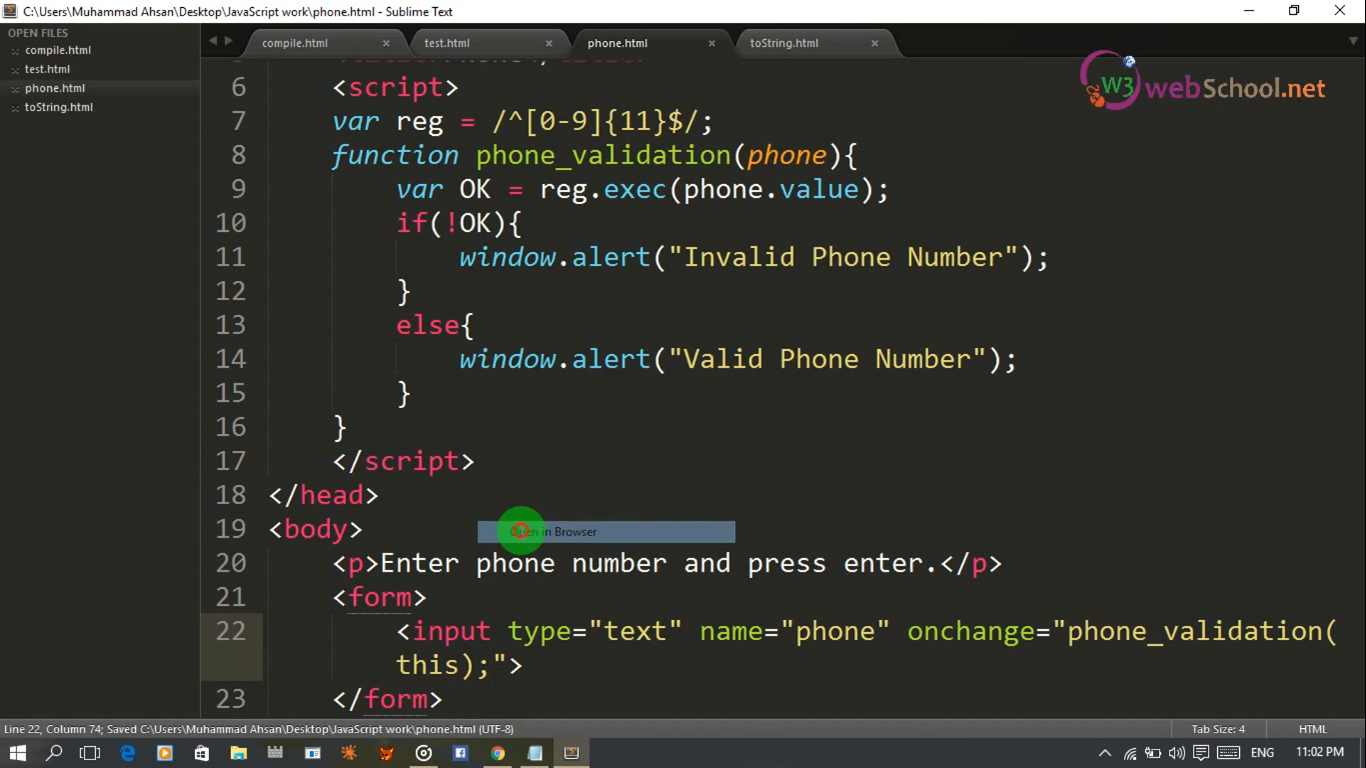 C:\Users\Muhammad Ahsan\Desktop\JavaScript work\phone.html - Sublime Text
OPEN FILES
compile.html
test.html
phone.html
toString.html
compile.html
test.html
phone.html
toString.html
W3 webSchool.net
6 <script>
7 var reg = /^[0-9]{11}$/;
8 function phone_validation(phone){
9 var OK = reg.exec(phone.value);
10 if(!OK){
11 window.alert("Invalid Phone Number");
12 }
13 else{
14 window.alert("Valid Phone Number");
15 }
16 }
17 </script>
18 </head>
19 <body>
Open in Browser
20 <p>Enter phone number and press enter.</p>
21 <form>
22 <input type="text" name="phone" onchange="phone_validation(
this);">
23 </form>
Line 22, Column 74; Saved C:\Users\Muhammad Ahsan\Desktop\JavaScript work\phone.html (UTF-8)
Tab Size: 4
HTML
ENG
11:02 PM